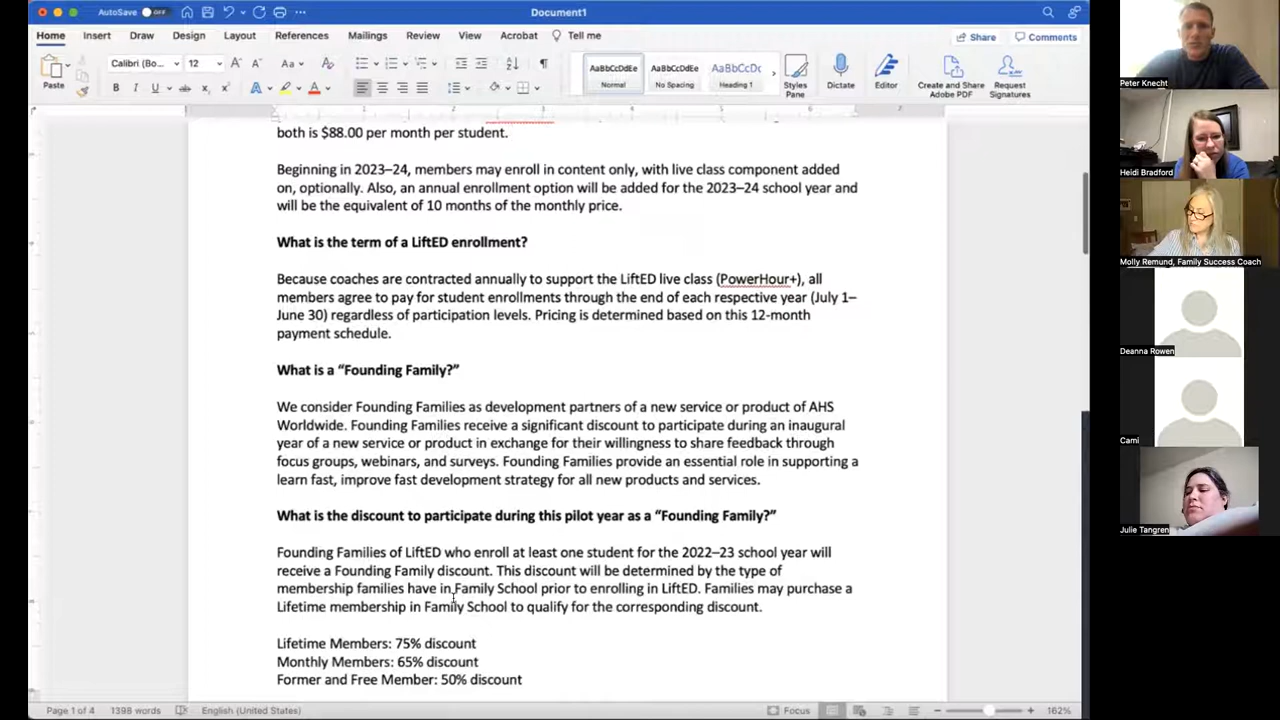 AutoSave OFF
Document1
Home Insert Draw Design Layout References Mailings Review View Acrobat Tell me
Share Comments
Calibri (Bo... 12
Paste
AaBbCcDdEe AaBbCcDdEe AaBbCcDc
Normal No Spacing Heading 1
Styles Pane
Dictate
Editor
Create and Share Adobe PDF
Request Signatures
both is $88.00 per month per student.
Beginning in 2023–24, members may enroll in content only, with live class component added
on, optionally. Also, an annual enrollment option will be added for the 2023–24 school year and
will be the equivalent of 10 months of the monthly price.
What is the term of a LiftED enrollment?
Because coaches are contracted annually to support the LiftED live class (PowerHour+), all
members agree to pay for student enrollments through the end of each respective year (July 1–
June 30) regardless of participation levels. Pricing is determined based on this 12-month
payment schedule.
What is a “Founding Family?”
We consider Founding Families as development partners of a new service or product of AHS
Worldwide. Founding Families receive a significant discount to participate during an inaugural
year of a new service or product in exchange for their willingness to share feedback through
focus groups, webinars, and surveys. Founding Families provide an essential role in supporting a
learn fast, improve fast development strategy for all new products and services.
What is the discount to participate during this pilot year as a “Founding Family?”
Founding Families of LiftED who enroll at least one student for the 2022–23 school year will
receive a Founding Family discount. This discount will be determined by the type of
membership families have in Family School prior to enrolling in LiftED. Families may purchase a
Lifetime membership in Family School to qualify for the corresponding discount.
Lifetime Members: 75% discount
Monthly Members: 65% discount
Former and Free Member: 50% discount
Page 1 of 4 1398 words English (United States) Focus 162%
Peter Knecht
Heidi Bradford
Molly Remund, Family Success Coach
Deanna Rowen
Cami
Julie Tangren